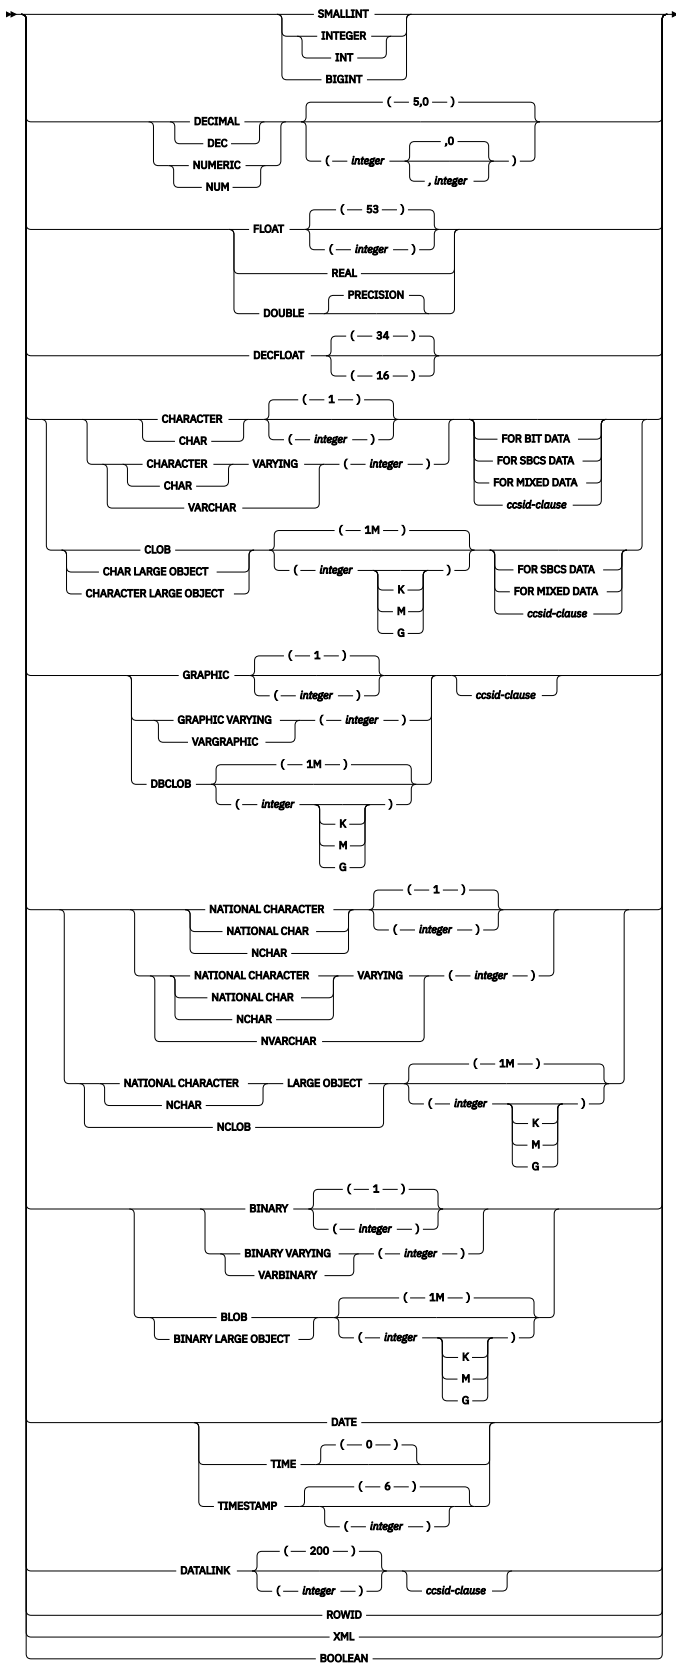 SMALLINT
INTEGER
INT
BIGINT
( 5,0 )
DECIMAL
DEC
,0
NUMERIC ( integer )
NUM , integer
( 53 )
FLOAT
( integer )
REAL
PRECISION
DOUBLE
( 34 )
DECFLOAT
( 16 )
( 1 )
CHARACTER
CHAR ( integer ) FOR BIT DATA
CHARACTER VARYING ( integer ) FOR SBCS DATA
CHAR FOR MIXED DATA
VARCHAR ccsid-clause
( 1M )
CLOB
CHAR LARGE OBJECT ( integer ) FOR SBCS DATA
CHARACTER LARGE OBJECT K FOR MIXED DATA
M ccsid-clause
G
( 1 )
GRAPHIC
( integer ) ccsid-clause
GRAPHIC VARYING ( integer )
VARGRAPHIC
( 1M )
DBCLOB
( integer )
K
M
G
( 1 )
NATIONAL CHARACTER
NATIONAL CHAR ( integer )
NCHAR
NATIONAL CHARACTER VARYING ( integer )
NATIONAL CHAR
NCHAR
NVARCHAR
( 1M )
NATIONAL CHARACTER LARGE OBJECT
NCHAR ( integer )
NCLOB K
M
G
( 1 )
BINARY
( integer )
BINARY VARYING ( integer )
VARBINARY
( 1M )
BLOB
BINARY LARGE OBJECT ( integer )
K
M
G
DATE
( 0 )
TIME
( 6 )
TIMESTAMP
( integer )
( 200 )
DATALINK
( integer ) ccsid-clause
ROWID
XML
BOOLEAN